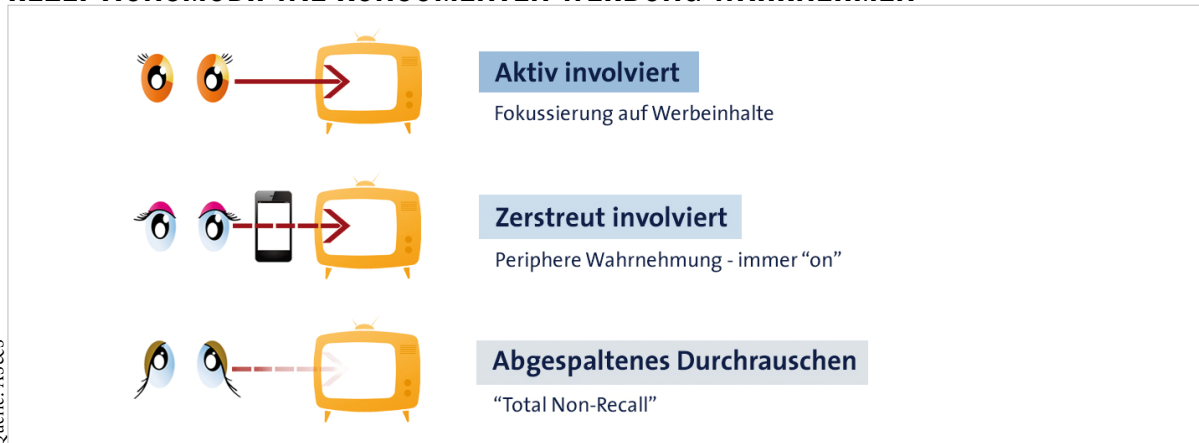 Aktiv involviert
Fokussierung auf Werbeinhalte
Zerstreut involviert
Periphere Wahrnehmung - immer “on”
Abgespaltenes Durchrauschen
“Total Non-Recall”